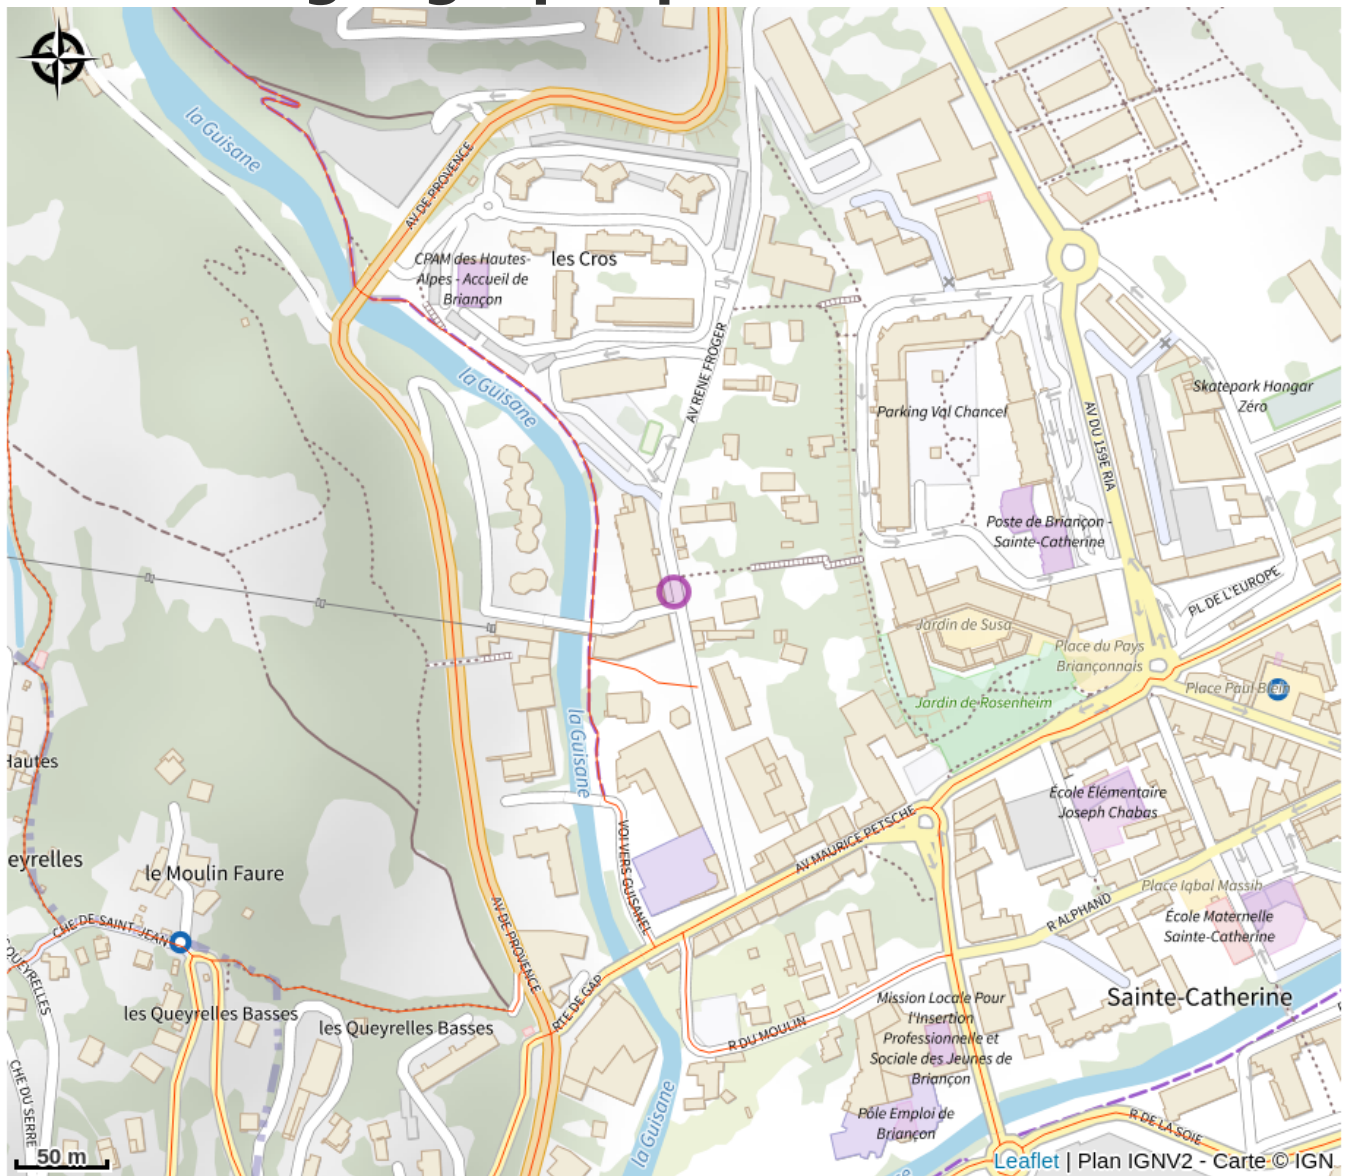 la Guisane
AV DE PROVENCE
CPAM des Hautes-
Alpes - Accueil de
Briançon
les Cros
la Guisane
AV RENE FROGER
Parking Val Chancel
AV DU 159E RIA
Skatepark Hangar
Zéro
Poste de Briançon -
Sainte-Catherine
PL DE L'EUROPE
Jardin de Susa
Place du Pays
Briançonnais
Jardin de Rosenheim
Place Paul Blein
la Guisane
Hautes
École Élémentaire
Joseph Chabas
eyrelles
le Moulin Faure
VOI VERS GUISANEL
AV MAURICE PETSCHE
Place Iqbal Massih
École Maternelle
Sainte-Catherine
R ALPHAND
CHE DE SAINT-JEAN
QUEYRELLES
AV DE PROVENCE
RTE DE GAP
les Queyrelles Basses
les Queyrelles Basses
Sainte-Catherine
Mission Locale Pour
l'Insertion
Professionnelle et
Sociale des Jeunes de
Briançon
R DU MOULIN
CHE DU SERRE
la Guisane
Pôle Emploi de
Briançon
R DE LA SOIE
50 m
Leaflet | Plan IGNV2 - Carte © IGN